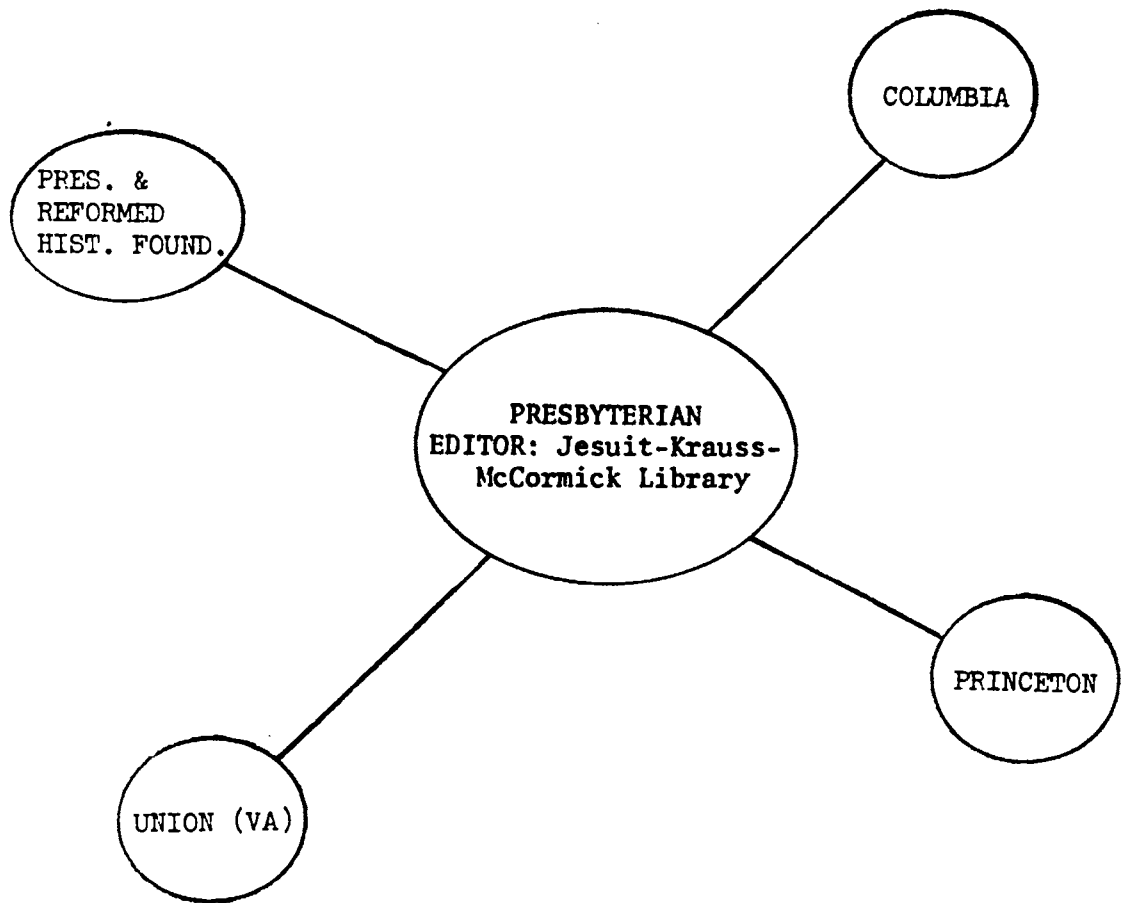 COLUMBIA
PRES. &
REFORMED
HIST. FOUND.
PRESBYTERIAN
EDITOR: Jesuit-Krauss-
McCormick Library
PRINCETON
UNION (VA)